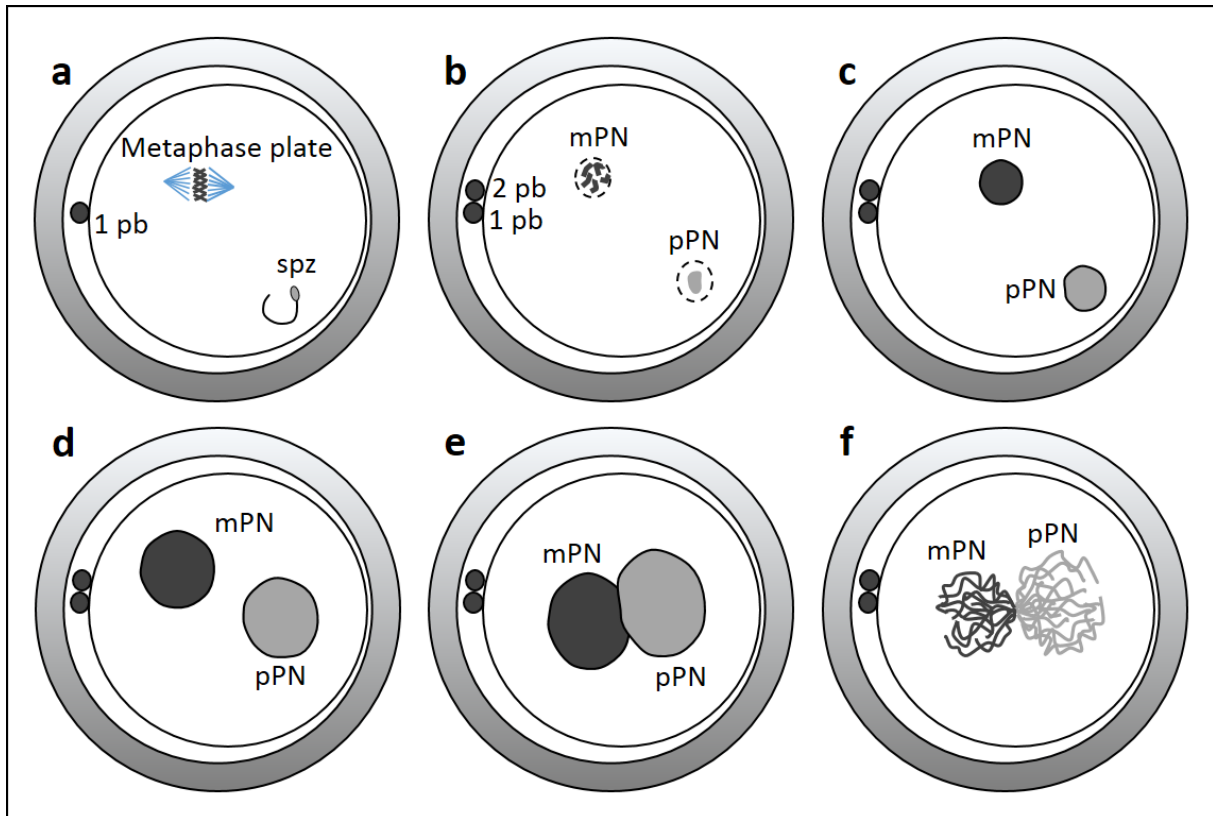 a
Metaphase plate
1 pb
spz
b
mPN
2 pb
1 pb
pPN
c
mPN
pPN
d
mPN
pPN
e
mPN
pPN
f
mPN
pPN